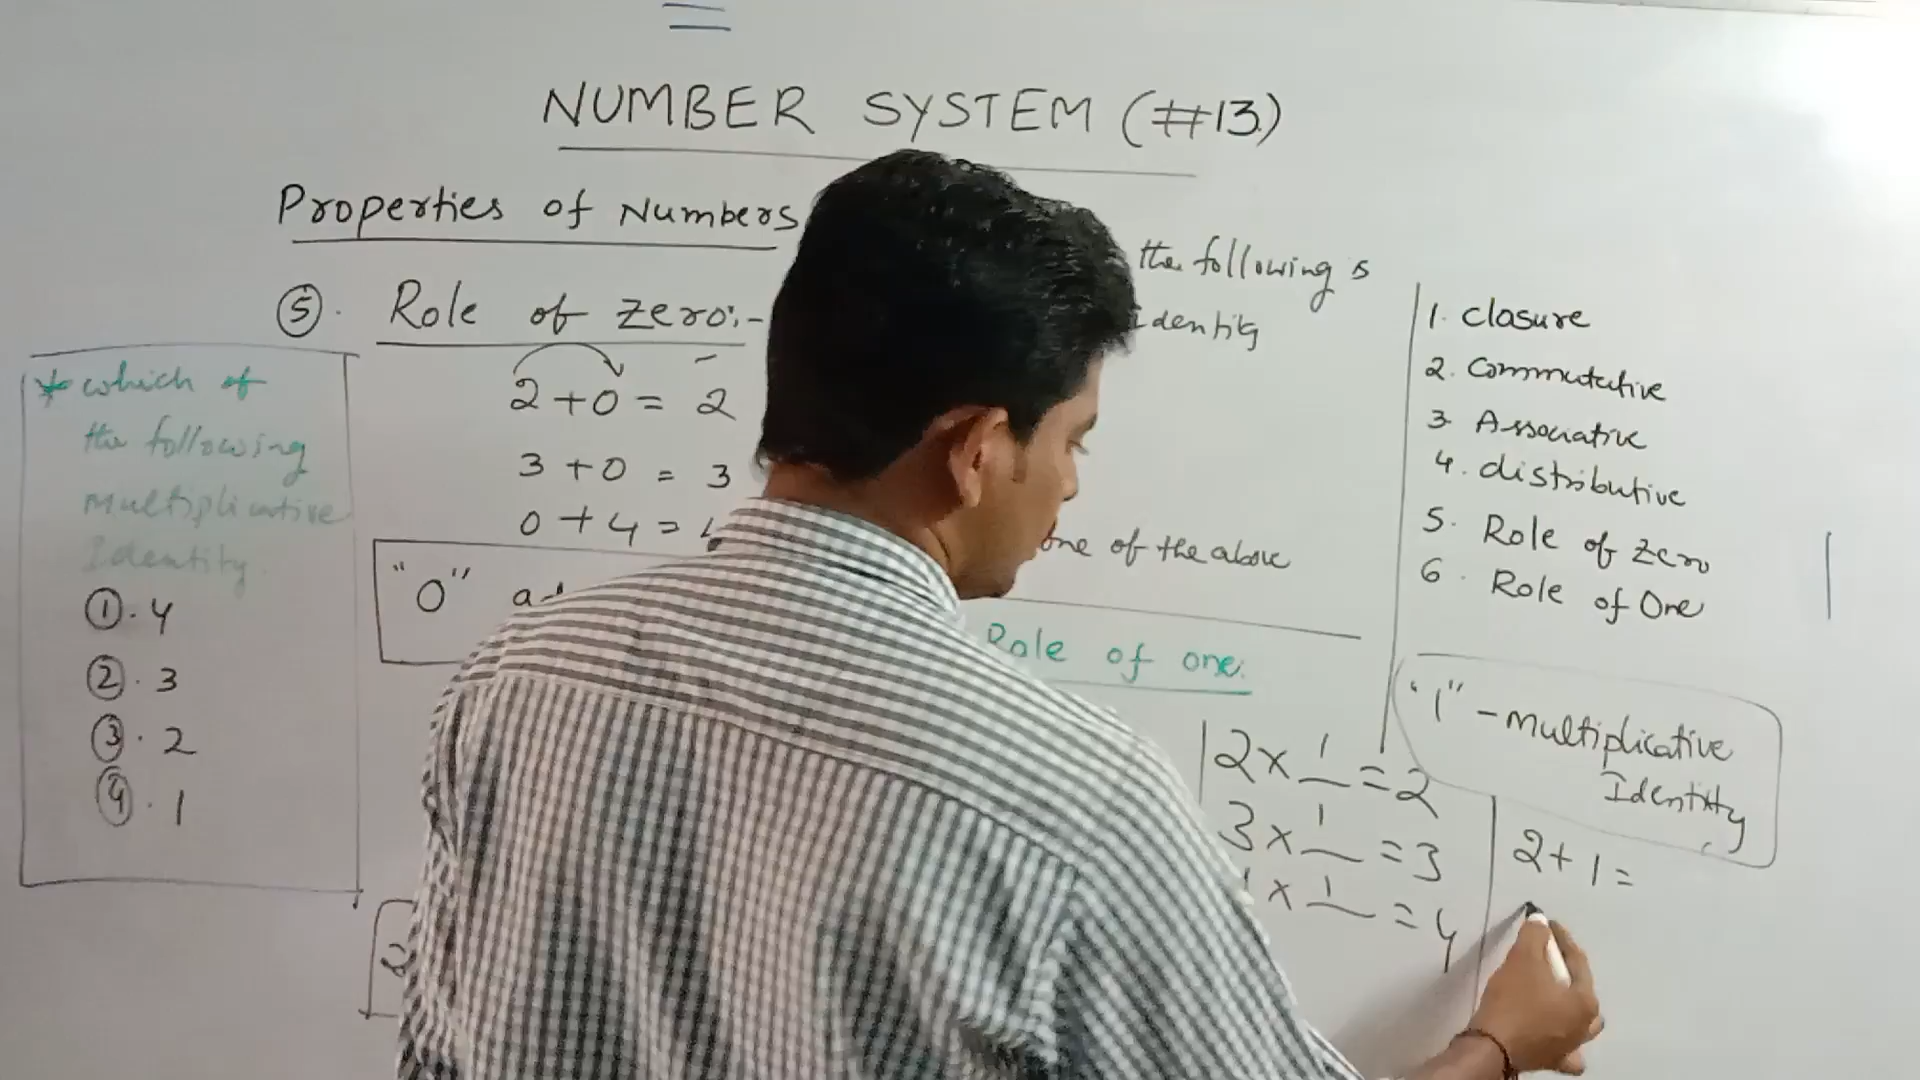 NUMBER SYSTEM (#13)
Properties of Numbers
5. Role of zero:-
2+0 = 2
3+0 = 3
0+4 =
"0"
* which of
the following
Multiplicative
Identity.
1. 4
2. 3
3. 2
4. 1
the following is
Identity
one of the above
Role of one.
2 × 1 = 2
3 × 1 = 3
× 1 = 4
1. closure
2. Commutative
3. Associative
4. distributive
5. Role of Zero
6. Role of One
"1" - multiplicative
Identity
2+1=